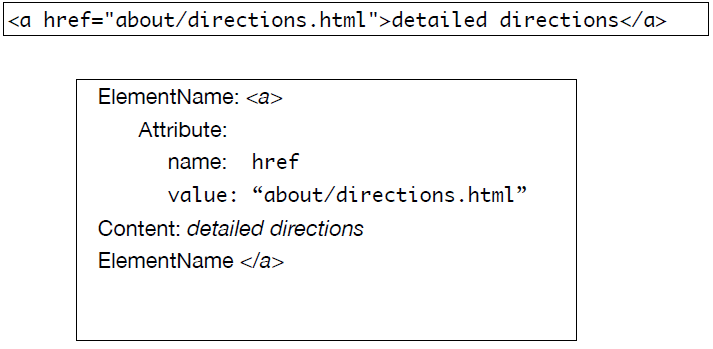 <a href="about/directions.html">detailed directions</a>
ElementName: <a>
Attribute:
name: href
value: “about/directions.html”
Content: detailed directions
ElementName </a>